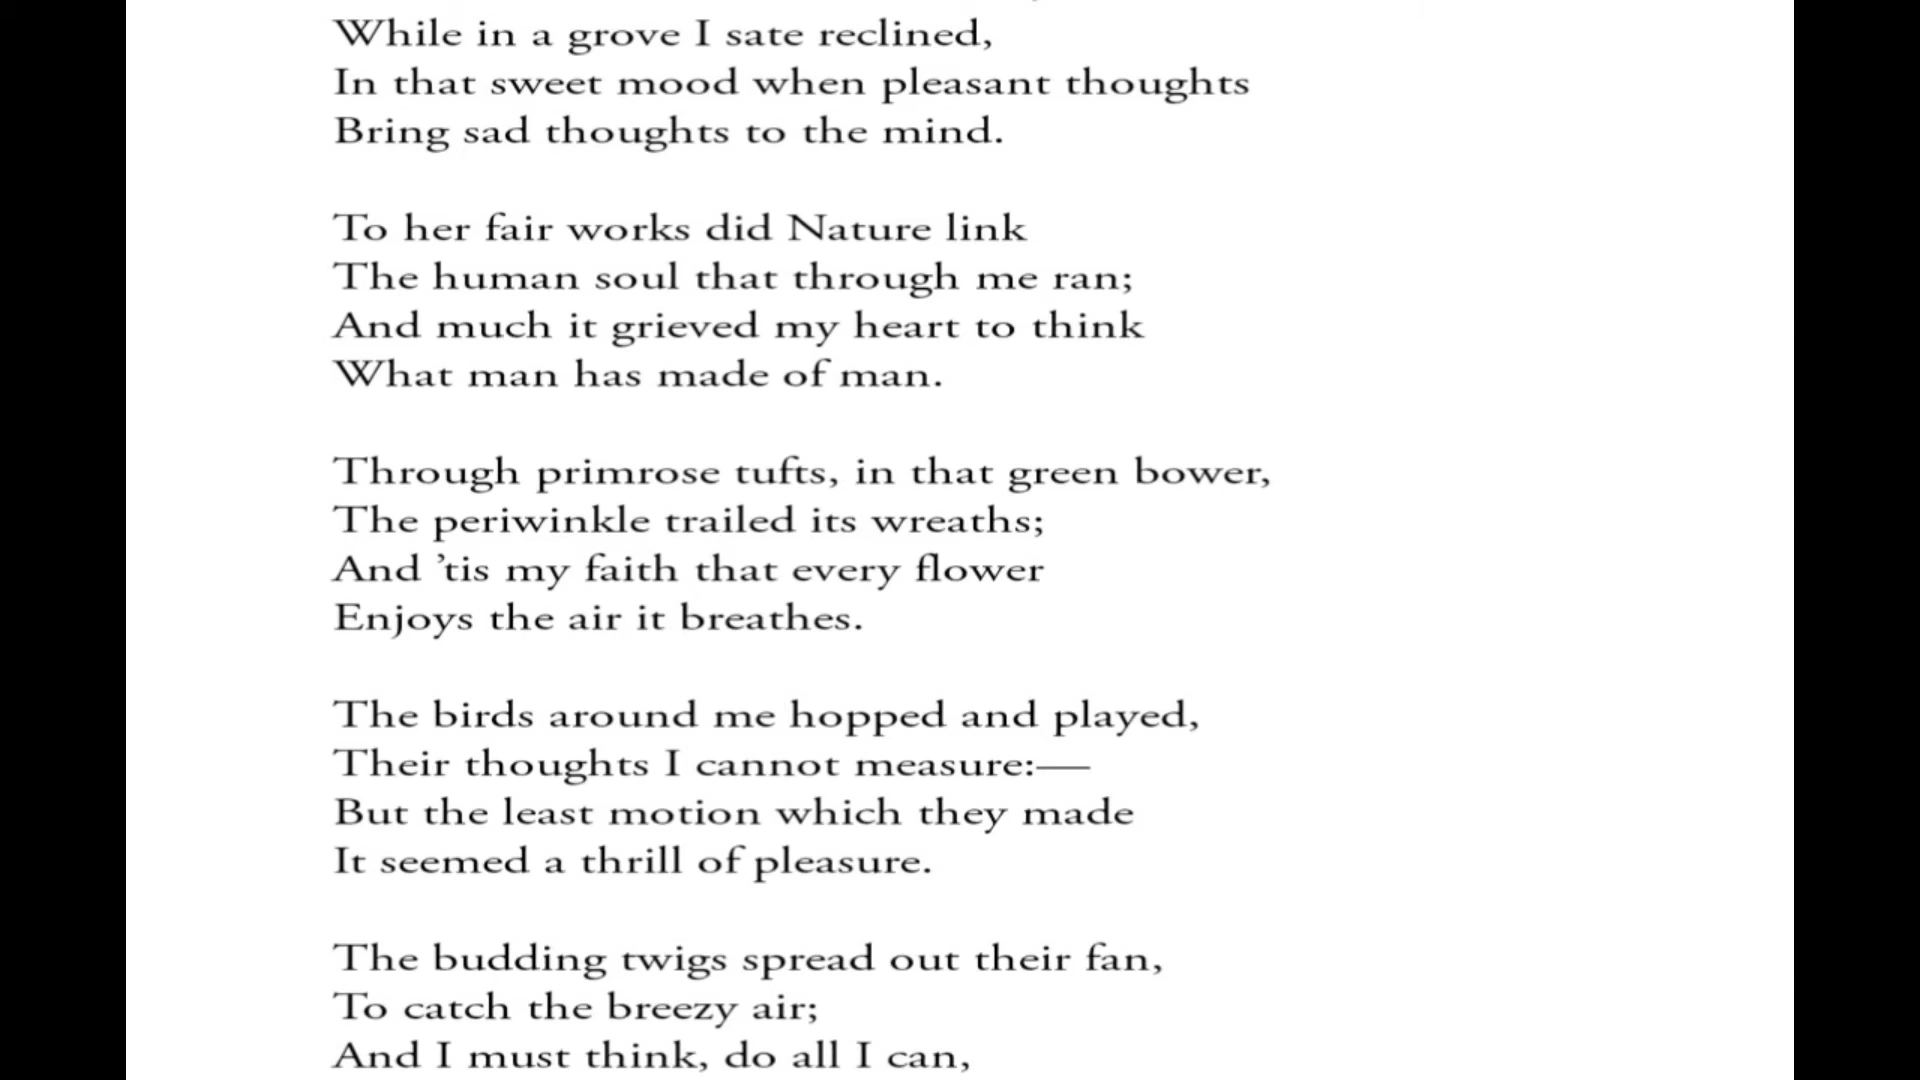 While in a grove I sate reclined,
In that sweet mood when pleasant thoughts
Bring sad thoughts to the mind.
To her fair works did Nature link
The human soul that through me ran;
And much it grieved my heart to think
What man has made of man.
Through primrose tufts, in that green bower,
The periwinkle trailed its wreaths;
And ’tis my faith that every flower
Enjoys the air it breathes.
The birds around me hopped and played,
Their thoughts I cannot measure:—
But the least motion which they made
It seemed a thrill of pleasure.
The budding twigs spread out their fan,
To catch the breezy air;
And I must think, do all I can,